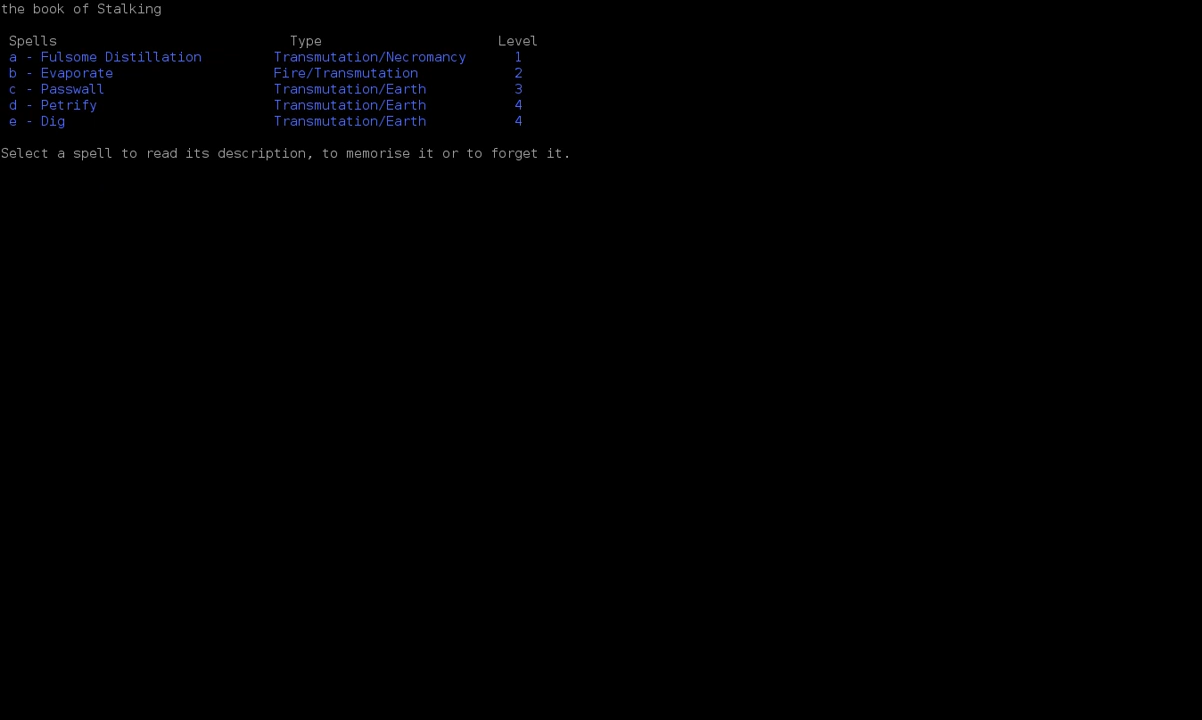 the book of Stalking
Spells Type Level
a - Fulsome Distillation Transmutation/Necromancy 1
b - Evaporate Fire/Transmutation 2
c - Passwall Transmutation/Earth 3
d - Petrify Transmutation/Earth 4
e - Dig Transmutation/Earth 4
Select a spell to read its description, to memorise it or to forget it.